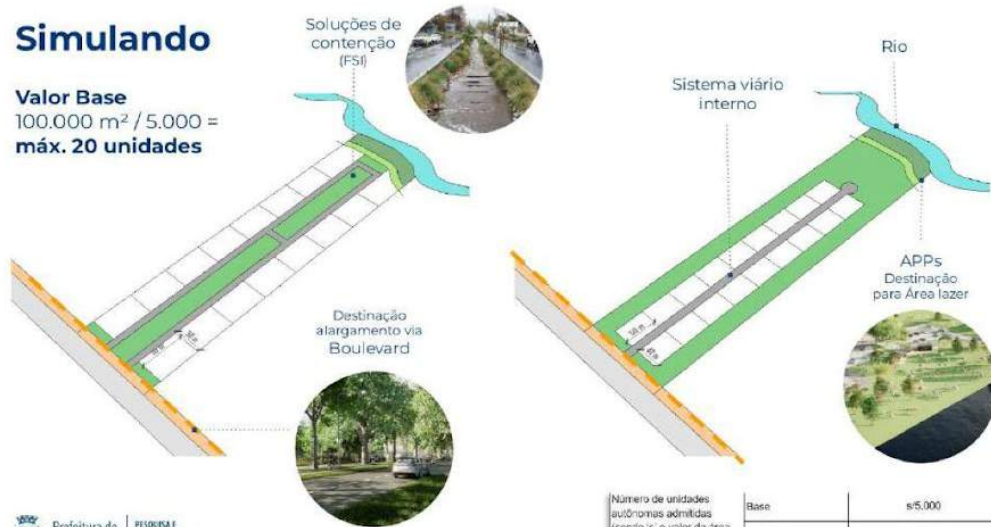 Simulando
Valor Base
100.000 m² / 5.000 =
máx. 20 unidades
Soluções de
contenção
(FSI)
Destinação
alargamento via
Boulevard
Sistema viário
interno
Rio
APPs
Destinação
para Área lazer
50 m
Prefeitura de
PESQUISA E
Número de unidades
autônomas admitidas
Base
s/5.000